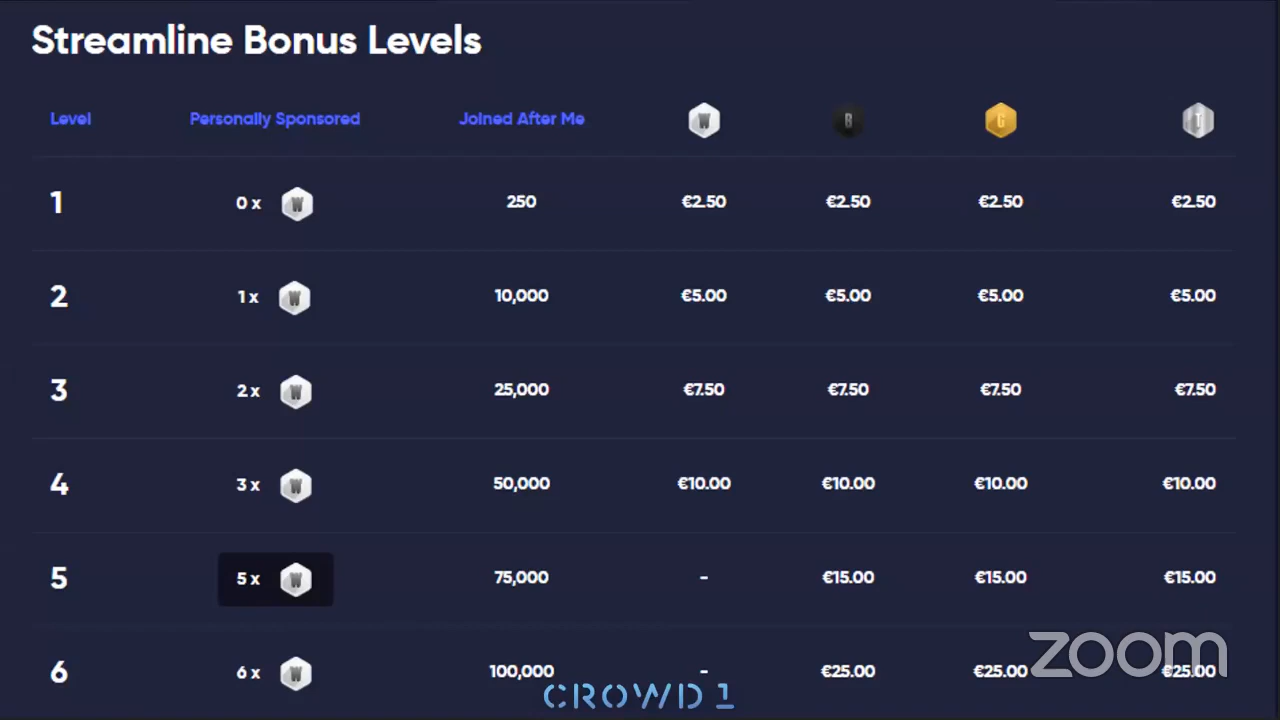 Streamline Bonus Levels
Level Personally Sponsored Joined After Me W B G T
1 0 x W 250 €2.50 €2.50 €2.50 €2.50
2 1 x W 10,000 €5.00 €5.00 €5.00 €5.00
3 2 x W 25,000 €7.50 €7.50 €7.50 €7.50
4 3 x W 50,000 €10.00 €10.00 €10.00 €10.00
5 5 x W 75,000 - €15.00 €15.00 €15.00
6 6 x W 100,000 - €25.00 €25.00 €25.00
zoom
CROWD 1